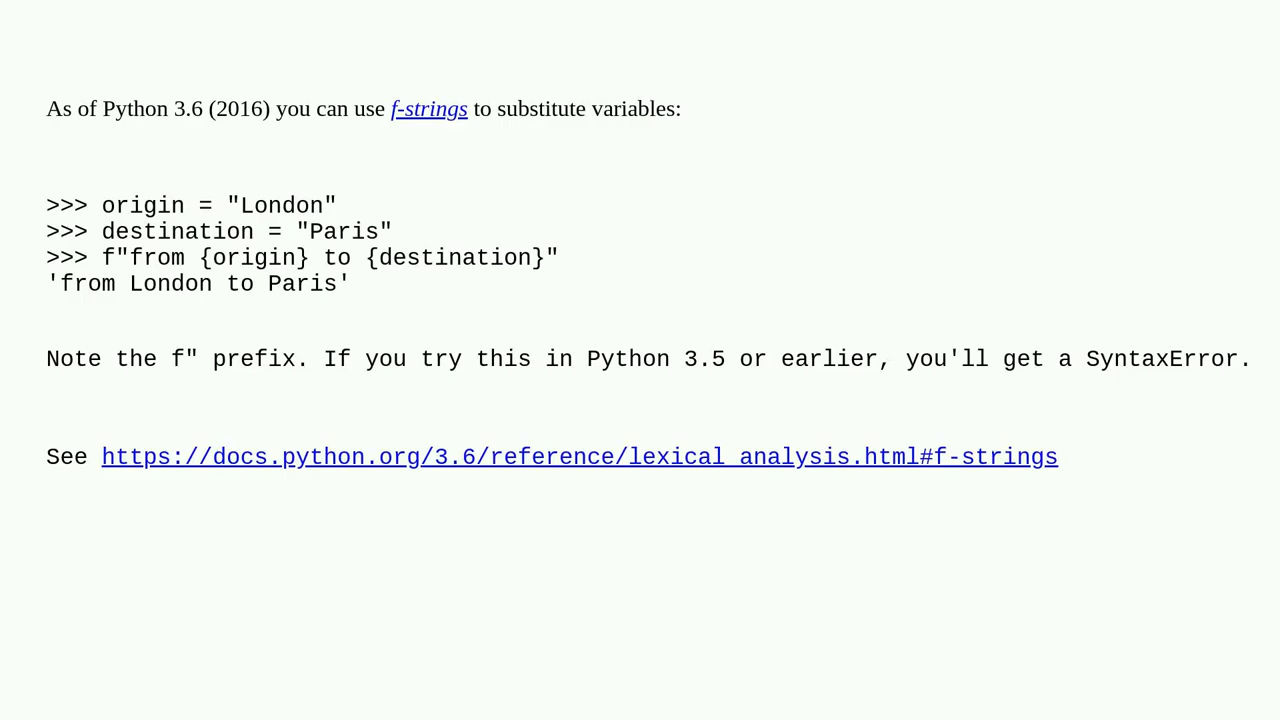 As of Python 3.6 (2016) you can use f-strings to substitute variables:
>>> origin = "London"
>>> destination = "Paris"
>>> f"from {origin} to {destination}"
'from London to Paris'
Note the f" prefix. If you try this in Python 3.5 or earlier, you'll get a SyntaxError.
See https://docs.python.org/3.6/reference/lexical_analysis.html#f-strings